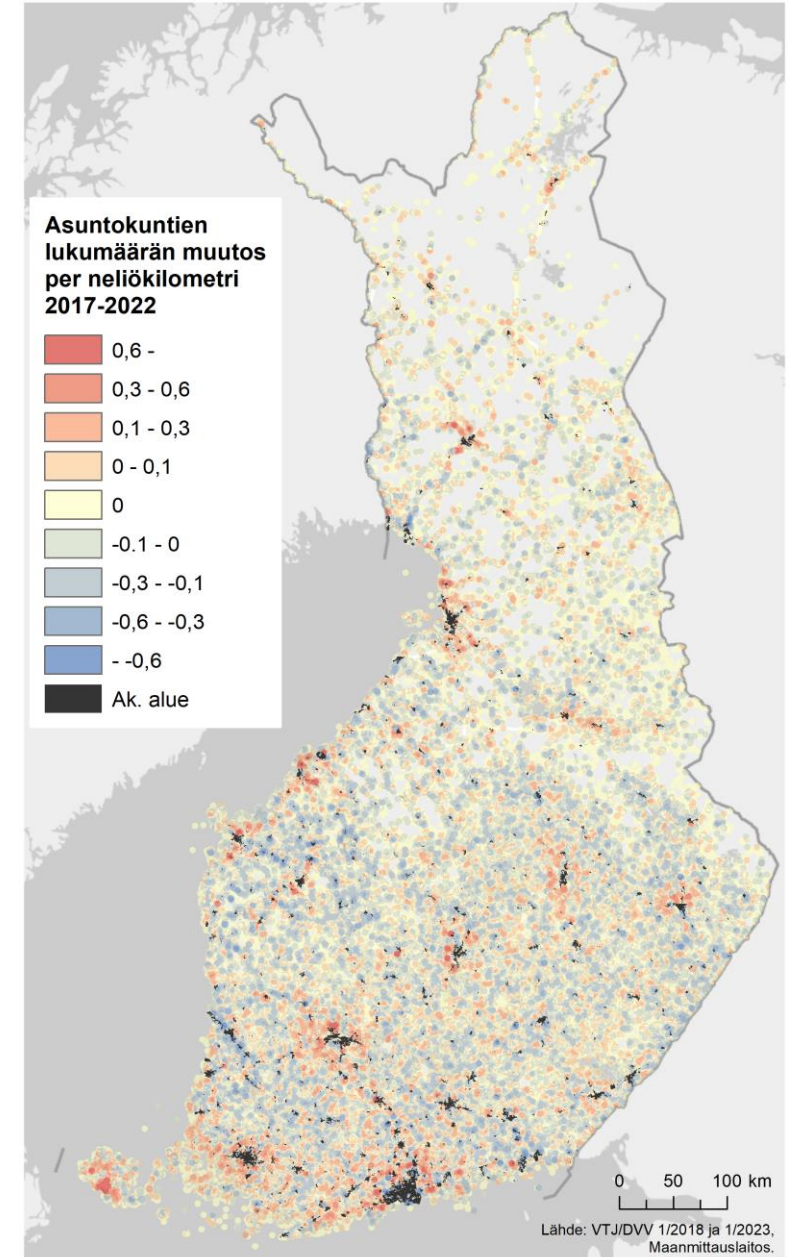 Asuntokuntien
lukumäärän muutos
per neliökilometri
2017-2022
0,6 -
0,3 - 0,6
0,1 - 0,3
0 - 0,1
0
-0.1 - 0
-0,3 - -0,1
-0,6 - -0,3
- -0,6
Ak. alue
0 50 100 km
Lähde: VTJ/DVV 1/2018 ja 1/2023,
Maanmittauslaitos.